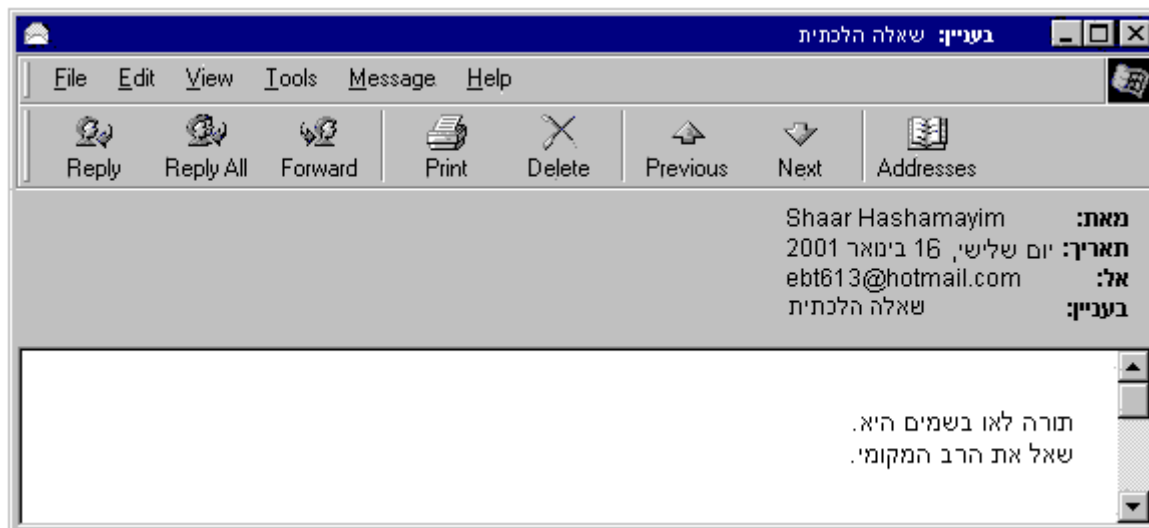 בעניין: שאלה הלכתית
File Edit View Tools Message Help
Reply Reply All Forward Print Delete Previous Next Addresses
מאת: Shaar Hashamayim
תאריך: יום שלישי, 16 בינואר 2001
אל: ebt613@hotmail.com
בעניין: שאלה הלכתית
תורה לאו בשמים היא.
שאל את הרב המקומי.